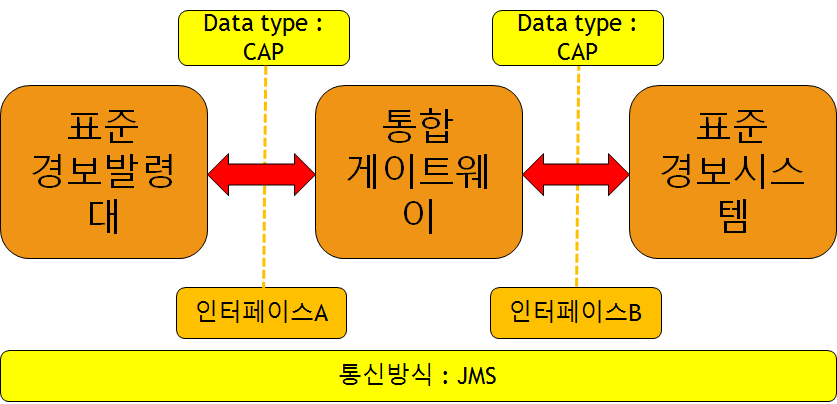 Data type :
CAP
Data type :
CAP
표준
경보발령
대
통합
게이트웨
이
표준
경보시스
템
인터페이스A
인터페이스B
통신방식 : JMS